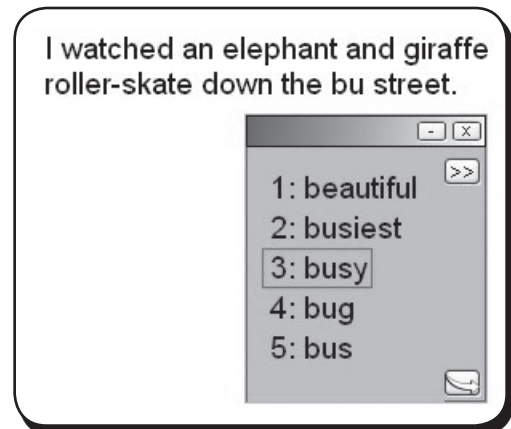 I watched an elephant and giraffe
roller-skate down the bu street.
- x
>>
1: beautiful
2: busiest
3: busy
4: bug
5: bus